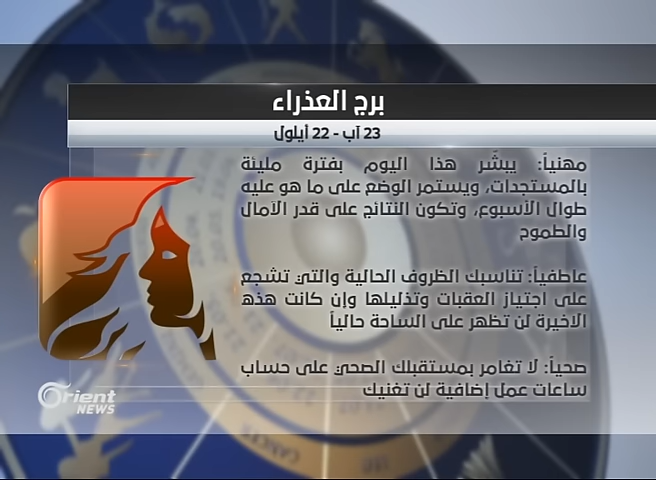 برج العذراء
23 آب - 22 أيلول
مهنياً: يبشّر هذا اليوم بفترة مليئة
بالمستجدات، ويستمر الوضع على ما هو عليه
طوال الأسبوع، وتكون النتائج على قدر الآمال
والطموح
عاطفياً: تناسبك الظروف الحالية والتي تشجع
على اجتياز العقبات وتذليلها وإن كانت هذه
الاخيرة لن تظهر على الساحة حالياً
صحياً: لا تغامر بمستقبلك الصحي على حساب
ساعات عمل إضافية لن تغنيك
Orient
NEWS
CANCER